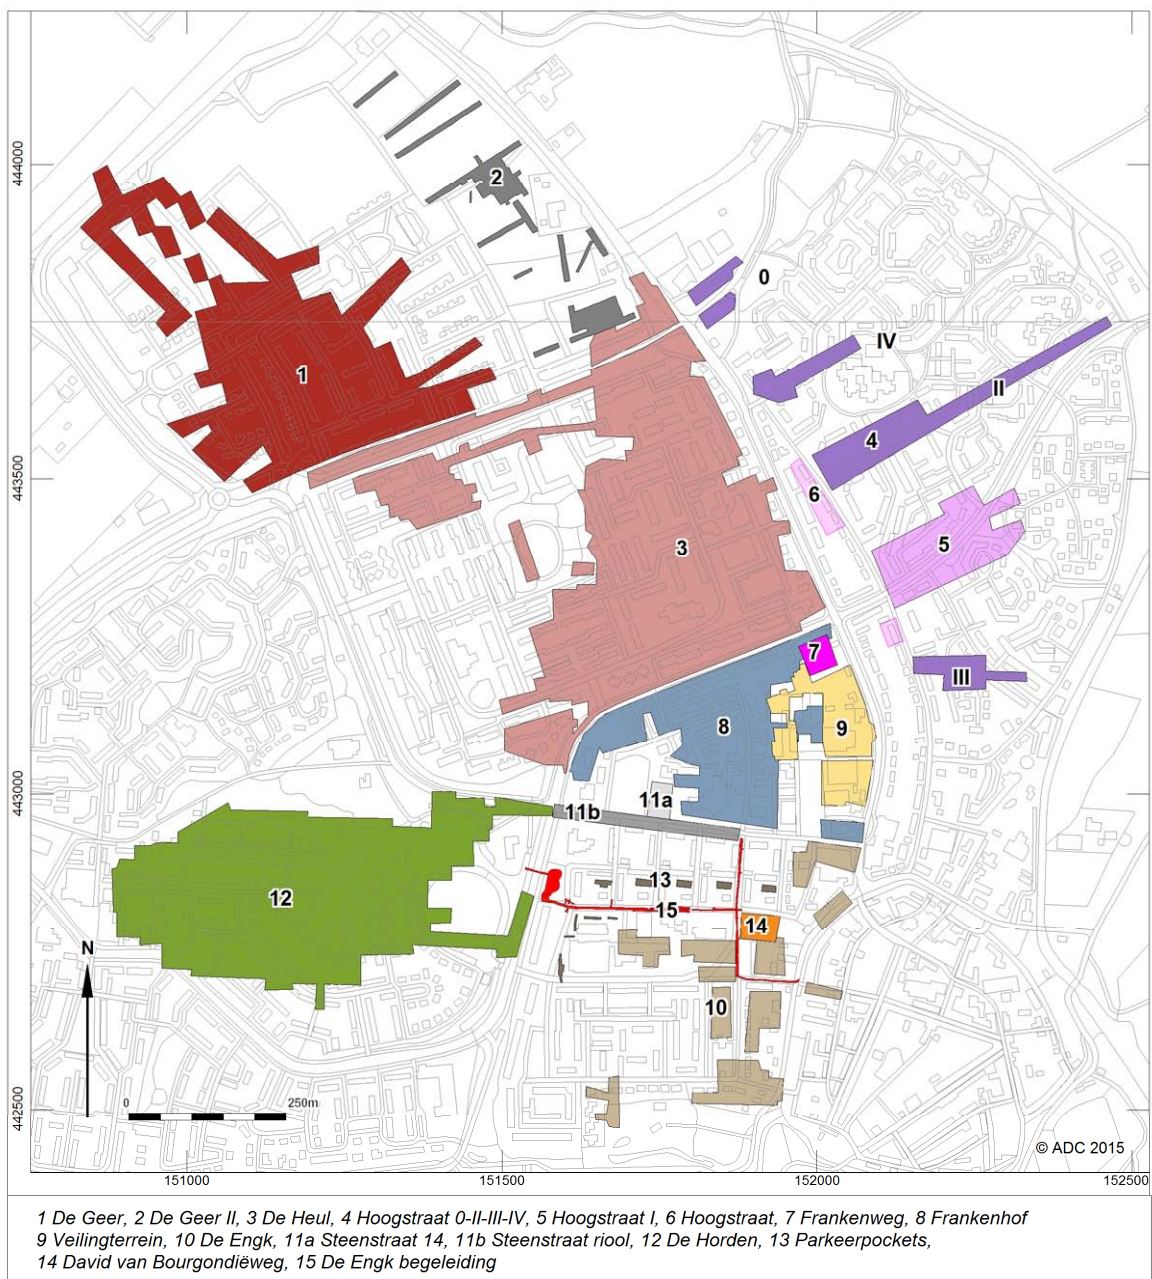 444000
443500
443000
442500
0
IV
II
2
1
4
6
3
5
7
III
8
9
11a
11b
13
12
15
14
10
N
0 250m
© ADC 2015
151000 151500 152000 152500
1 De Geer, 2 De Geer II, 3 De Heul, 4 Hoogstraat 0-II-III-IV, 5 Hoogstraat I, 6 Hoogstraat, 7 Frankenweg, 8 Frankenhof
9 Veilingterrein, 10 De Engk, 11a Steenstraat 14, 11b Steenstraat riool, 12 De Horden, 13 Parkeerpockets,
14 David van Bourgondiëweg, 15 De Engk begeleiding